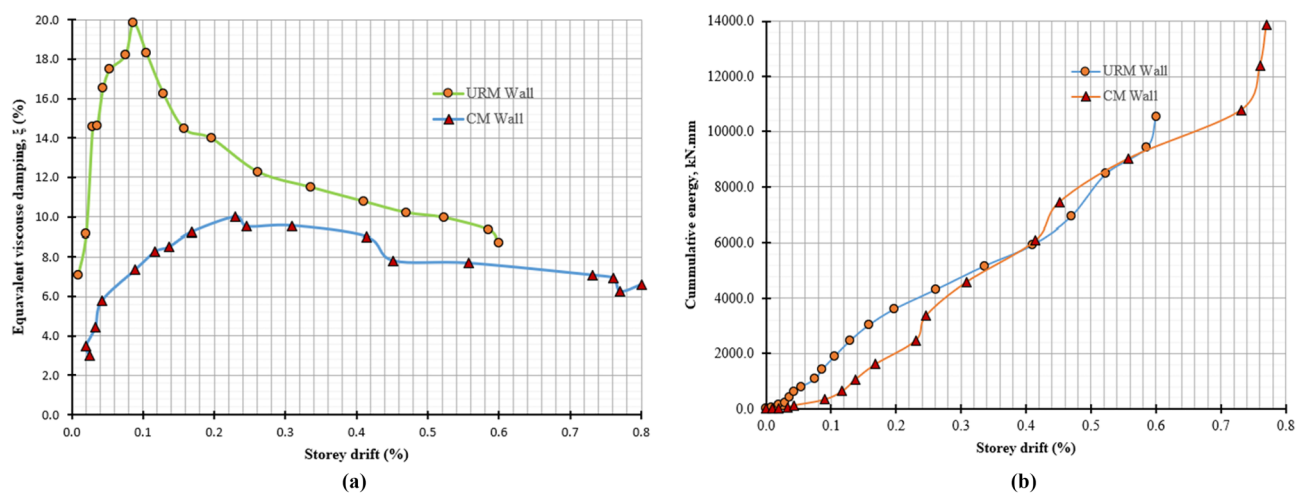 20.0
18.0
16.0
14.0
12.0
10.0
8.0
6.0
4.0
2.0
0.0
Equavalent viscouse damping, ξ (%)
URM Wall
CM Wall
0.0 0.1 0.2 0.3 0.4 0.5 0.6 0.7 0.8
Storey drift (%)
(a)
14000.0
12000.0
10000.0
8000.0
6000.0
4000.0
2000.0
0.0
Cummulative energy, kN.mm
URM Wall
CM Wall
0.0 0.1 0.2 0.3 0.4 0.5 0.6 0.7 0.8
Storey drift (%)
(b)